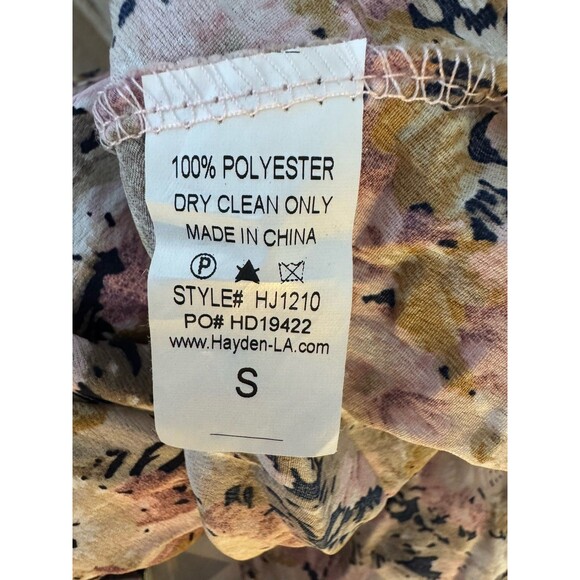 100% POLYESTER
DRY CLEAN ONLY
MADE IN CHINA
P
STYLE# HJ1210
PO# HD19422
www.Hayden-LA.com
S